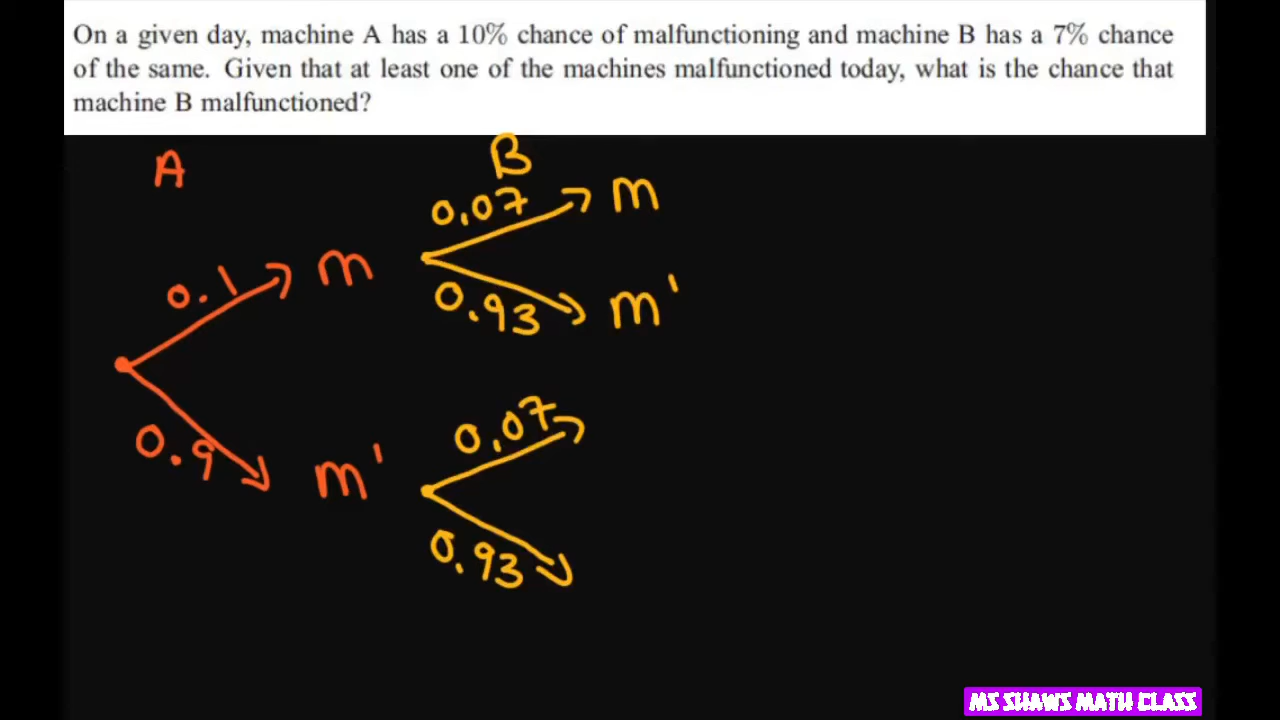 On a given day, machine A has a 10% chance of malfunctioning and machine B has a 7% chance
of the same. Given that at least one of the machines malfunctioned today, what is the chance that
machine B malfunctioned?
A
B
0.07
m
0.1
m
0.93
m'
0.9
m'
0.07
0.93
MS SHAWS MATH CLASS